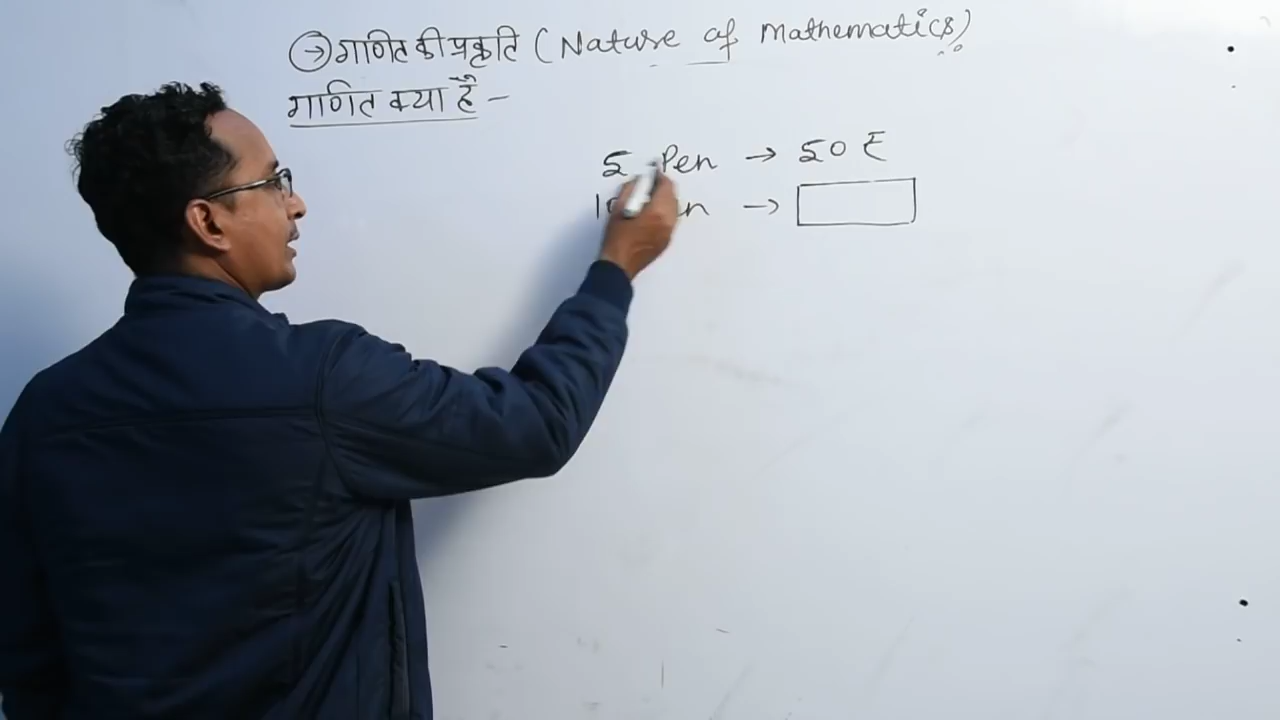 → गणित की प्रकृति (Nature of Mathematics)
गणित क्या है -
5 Pen → 50 ₹
→